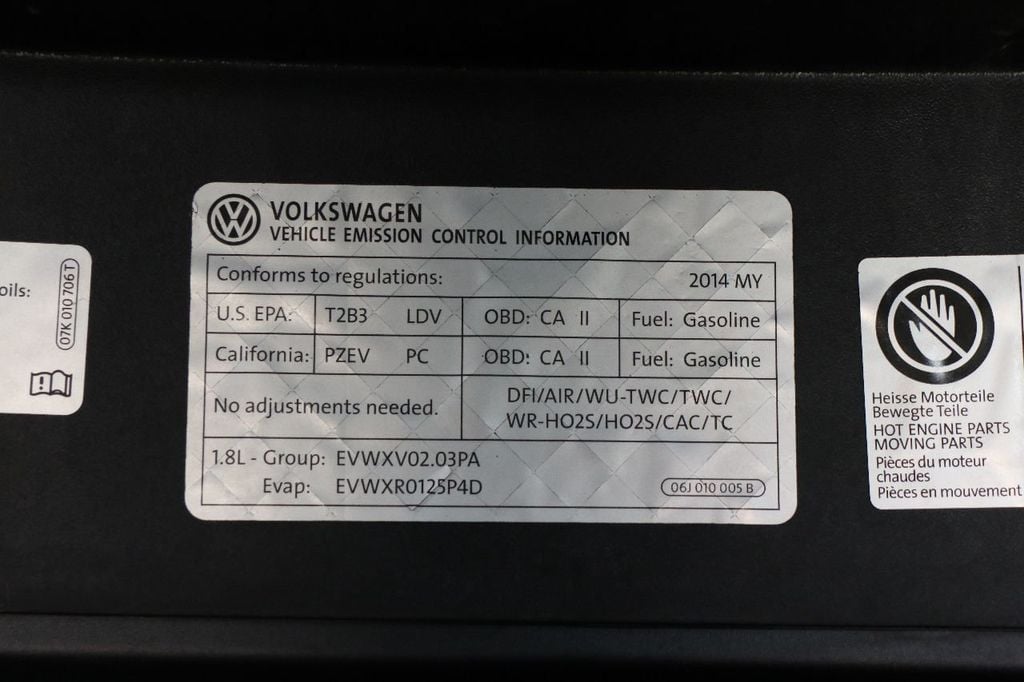 oils:
07K 010 706 T
VOLKSWAGEN
VEHICLE EMISSION CONTROL INFORMATION
Conforms to regulations: 2014 MY
U.S. EPA: T2B3 LDV OBD: CA II Fuel: Gasoline
California: PZEV PC OBD: CA II Fuel: Gasoline
No adjustments needed.
DFI/AIR/WU-TWC/TWC/
WR-HO2S/HO2S/CAC/TC
1.8L - Group: EVWXV02.03PA
Evap: EVWXR0125P4D
06J 010 005 B
Heisse Motorteile
Bewegte Teile
HOT ENGINE PARTS
MOVING PARTS
Pièces du moteur
chaudes
Pièces en mouvement